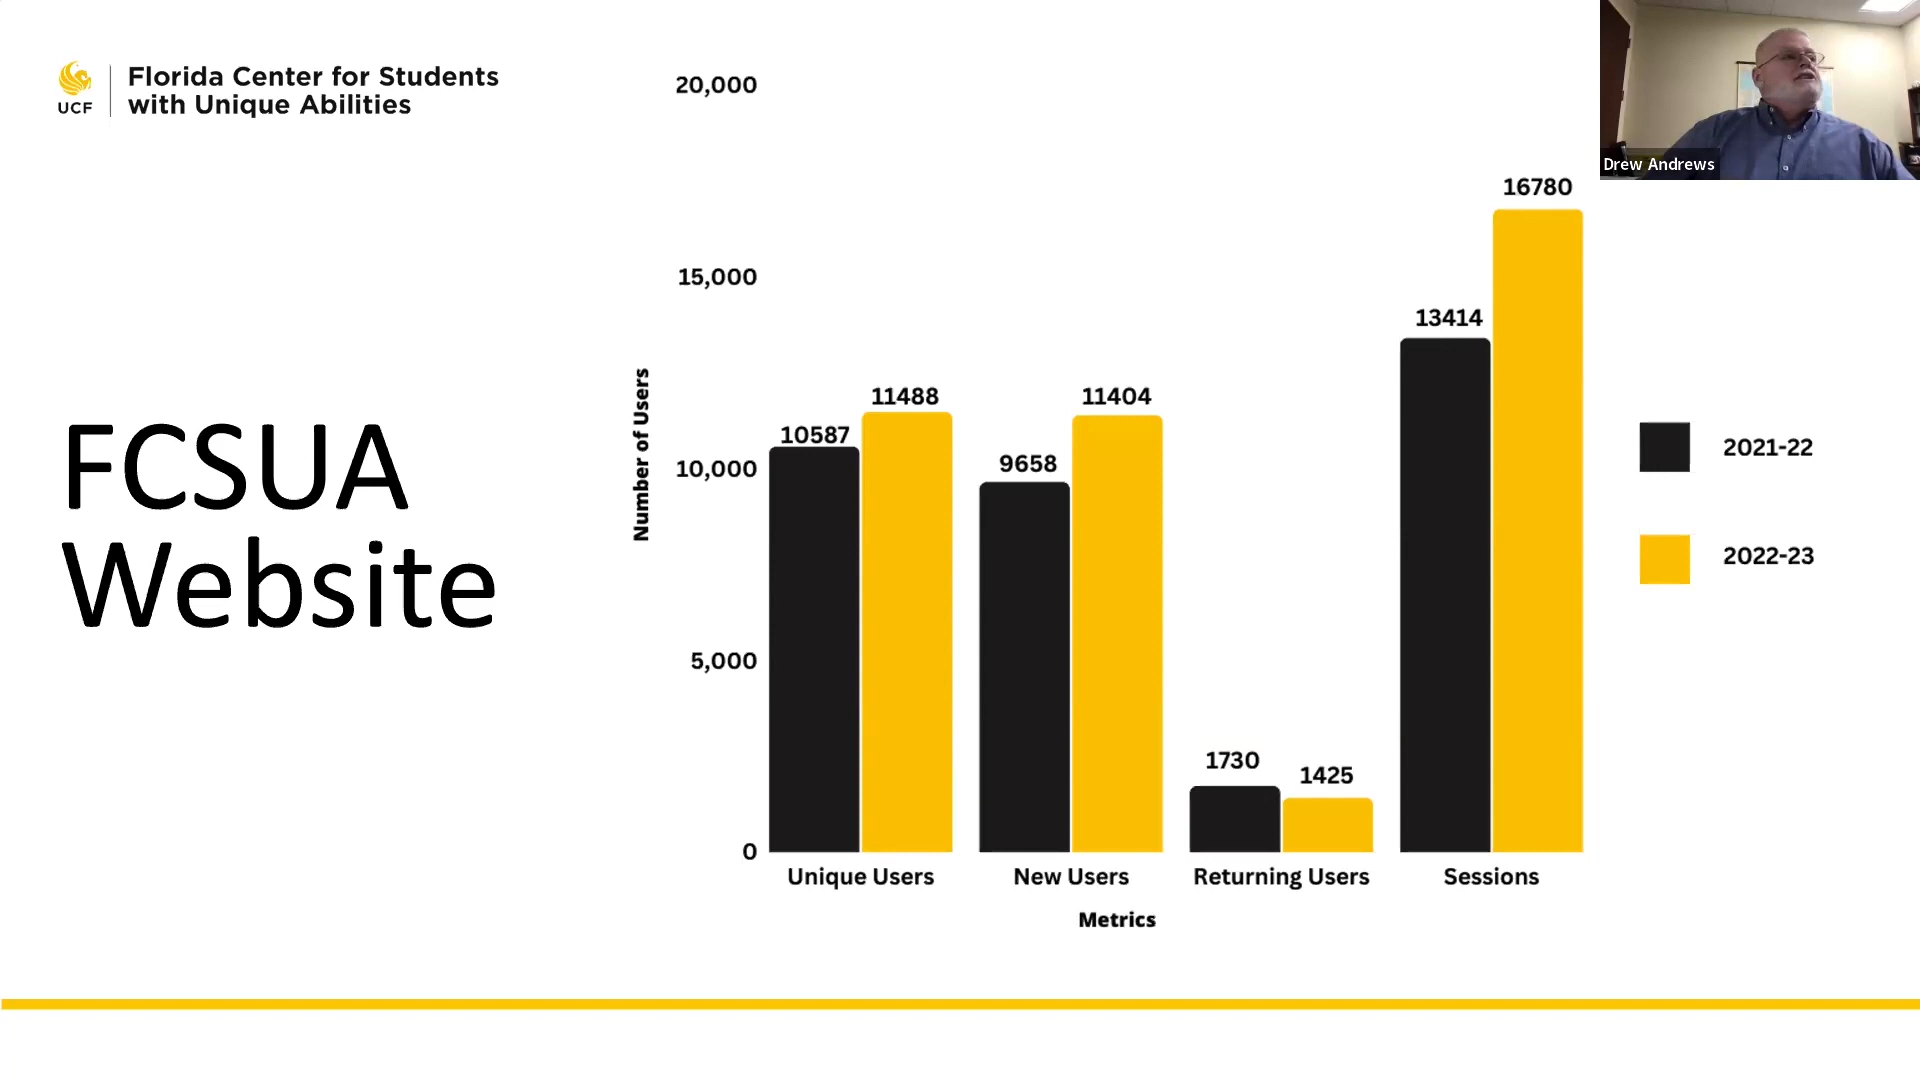 UCF
Florida Center for Students
with Unique Abilities
FCSUA
Website
Number of Users
20,000
15,000
10,000
5,000
0
10587
11488
9658
11404
1730
1425
13414
16780
Unique Users
New Users
Returning Users
Sessions
Metrics
2021-22
2022-23
Drew Andrews